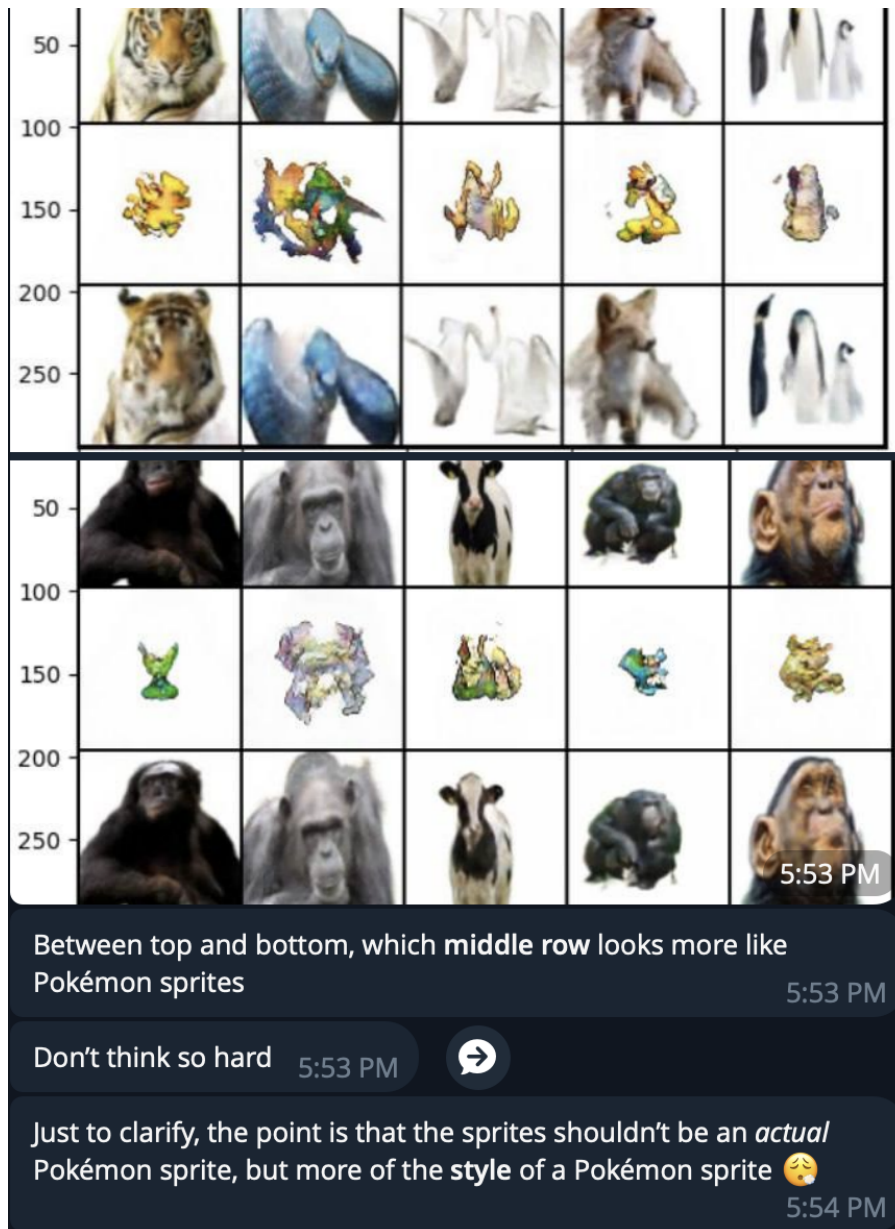 50
100
150
200
250
50
100
150
200
250
5:53 PM
Between top and bottom, which middle row looks more like
Pokémon sprites
5:53 PM
Don’t think so hard 5:53 PM
Just to clarify, the point is that the sprites shouldn’t be an actual
Pokémon sprite, but more of the style of a Pokémon sprite 😮‍💨
5:54 PM